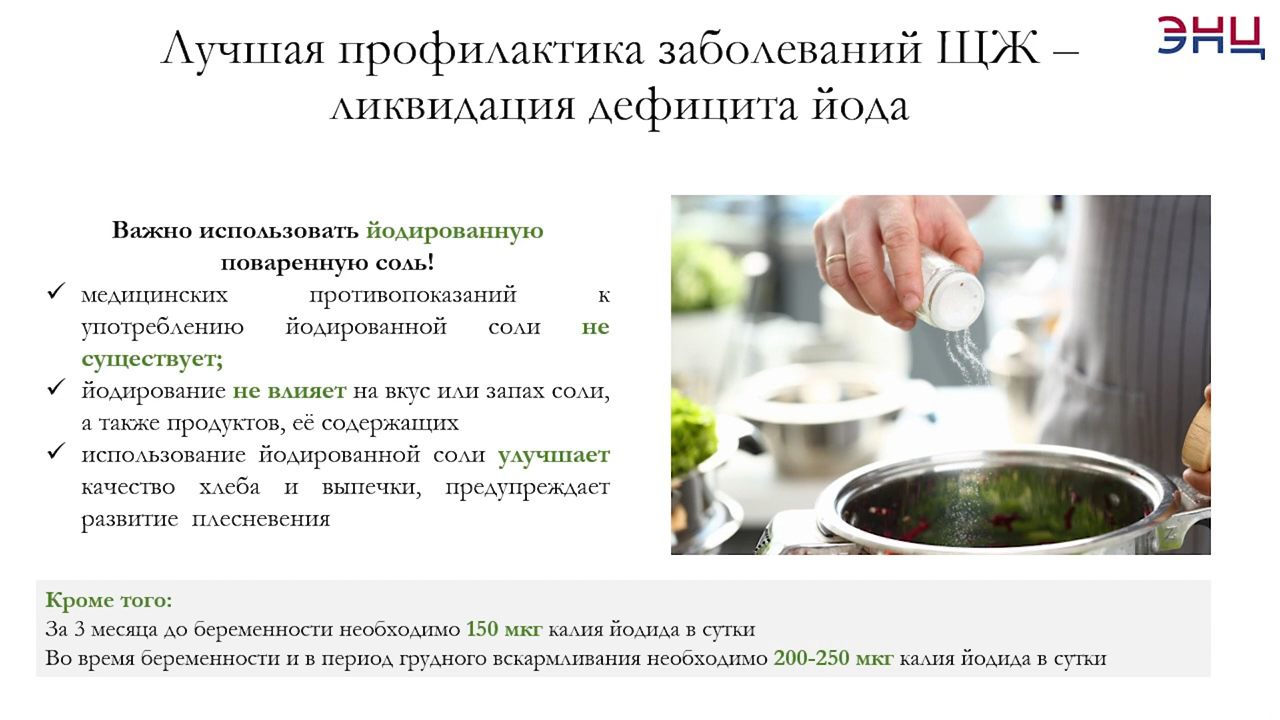 Лучшая профилактика заболеваний ЩЖ –
ликвидация дефицита йода
ЭНЦ
Важно использовать йодированную
поваренную соль!
✓ медицинских противопоказаний к
употреблению йодированной соли не
существует;
✓ йодирование не влияет на вкус или запах соли,
а также продуктов, её содержащих
✓ использование йодированной соли улучшает
качество хлеба и выпечки, предупреждает
развитие плесневения
Кроме того:
За 3 месяца до беременности необходимо 150 мкг калия йодида в сутки
Во время беременности и в период грудного вскармливания необходимо 200-250 мкг калия йодида в сутки